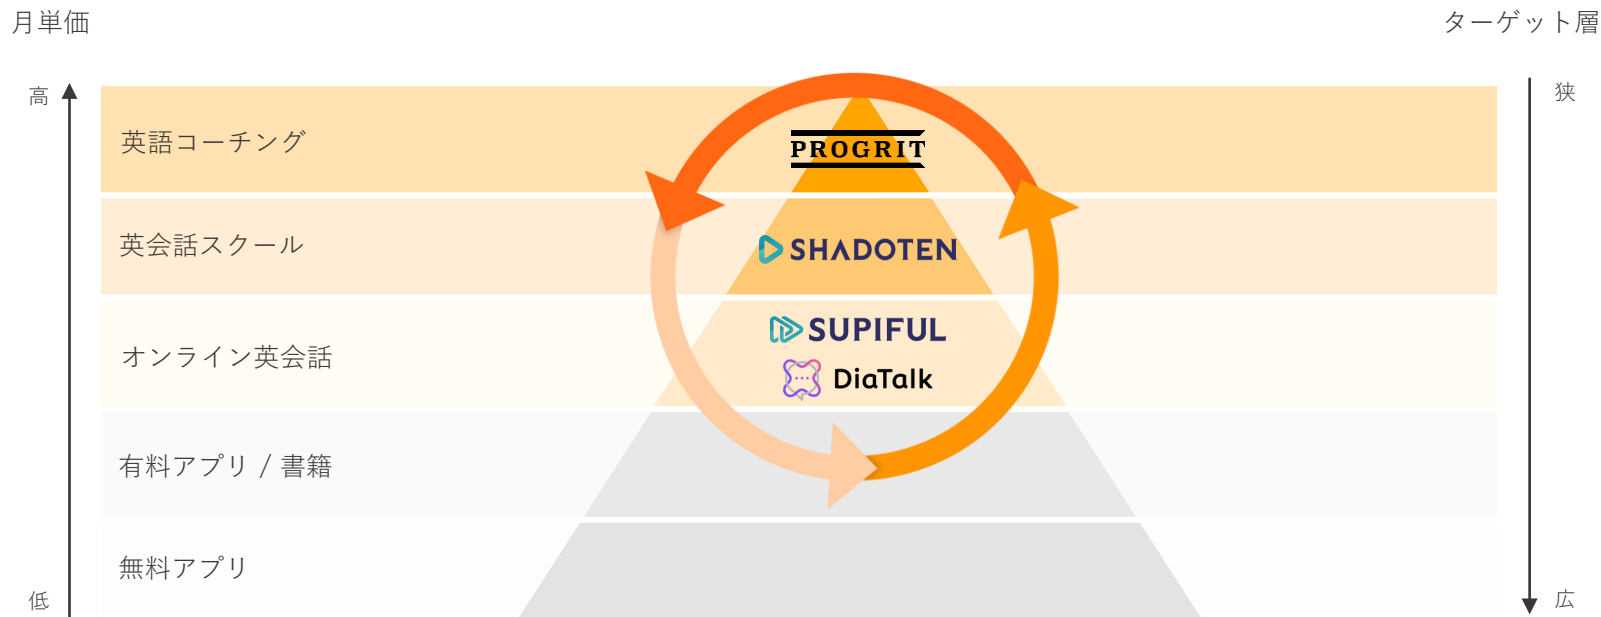 月単価
ターゲット層
高
狭
英語コーチング
PROGRIT
英会話スクール
SHADOTEN
オンライン英会話
SUPIFUL
DiaTalk
有料アプリ / 書籍
無料アプリ
低
広